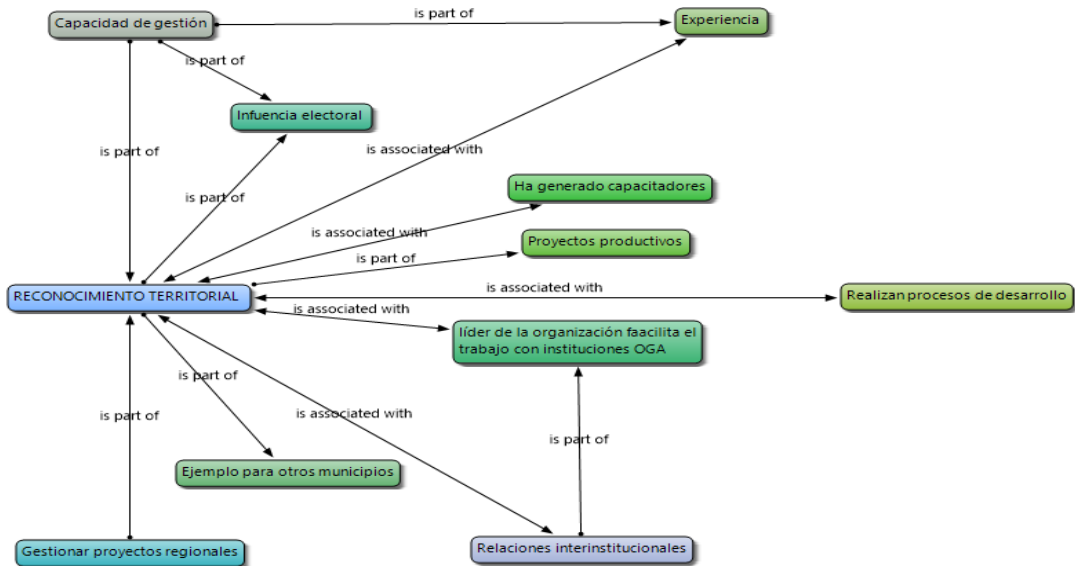 Capacidad de gestión
is part of
Experiencia
is part of
Infuencia electoral
is part of
is associated with
is part of
Ha generado capacitadores
is associated with
Proyectos productivos
is part of
RECONOCIMIENTO TERRITORIAL
is associated with
Realizan procesos de desarrollo
is associated with
líder de la organización faacilita el
trabajo con instituciones OGA
is part of
is part of
is associated with
is part of
Ejemplo para otros municipios
Gestionar proyectos regionales
Relaciones interinstitucionales